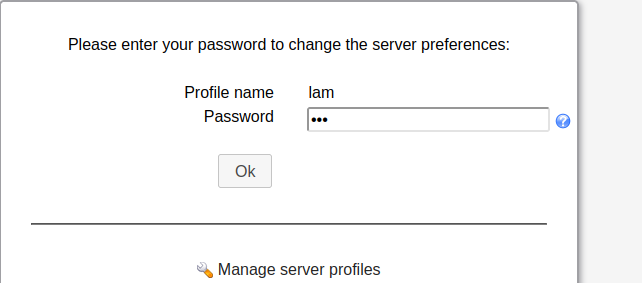 Please enter your password to change the server preferences:
Profile name lam
Password •••
Ok
Manage server profiles